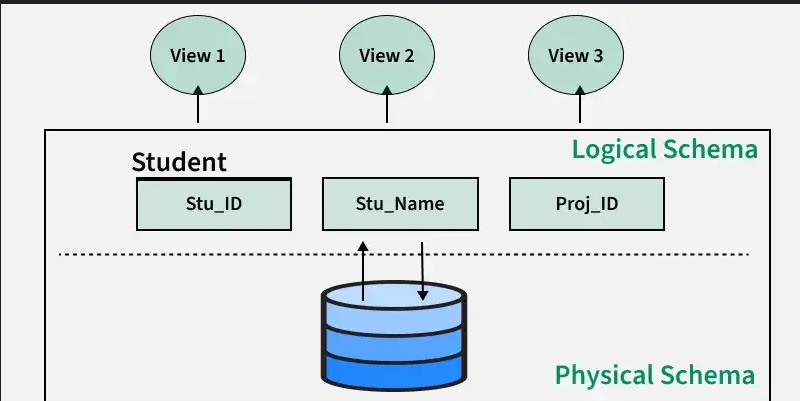 View 1
View 2
View 3
Logical Schema
Student
Stu_ID
Stu_Name
Proj_ID
Physical Schema